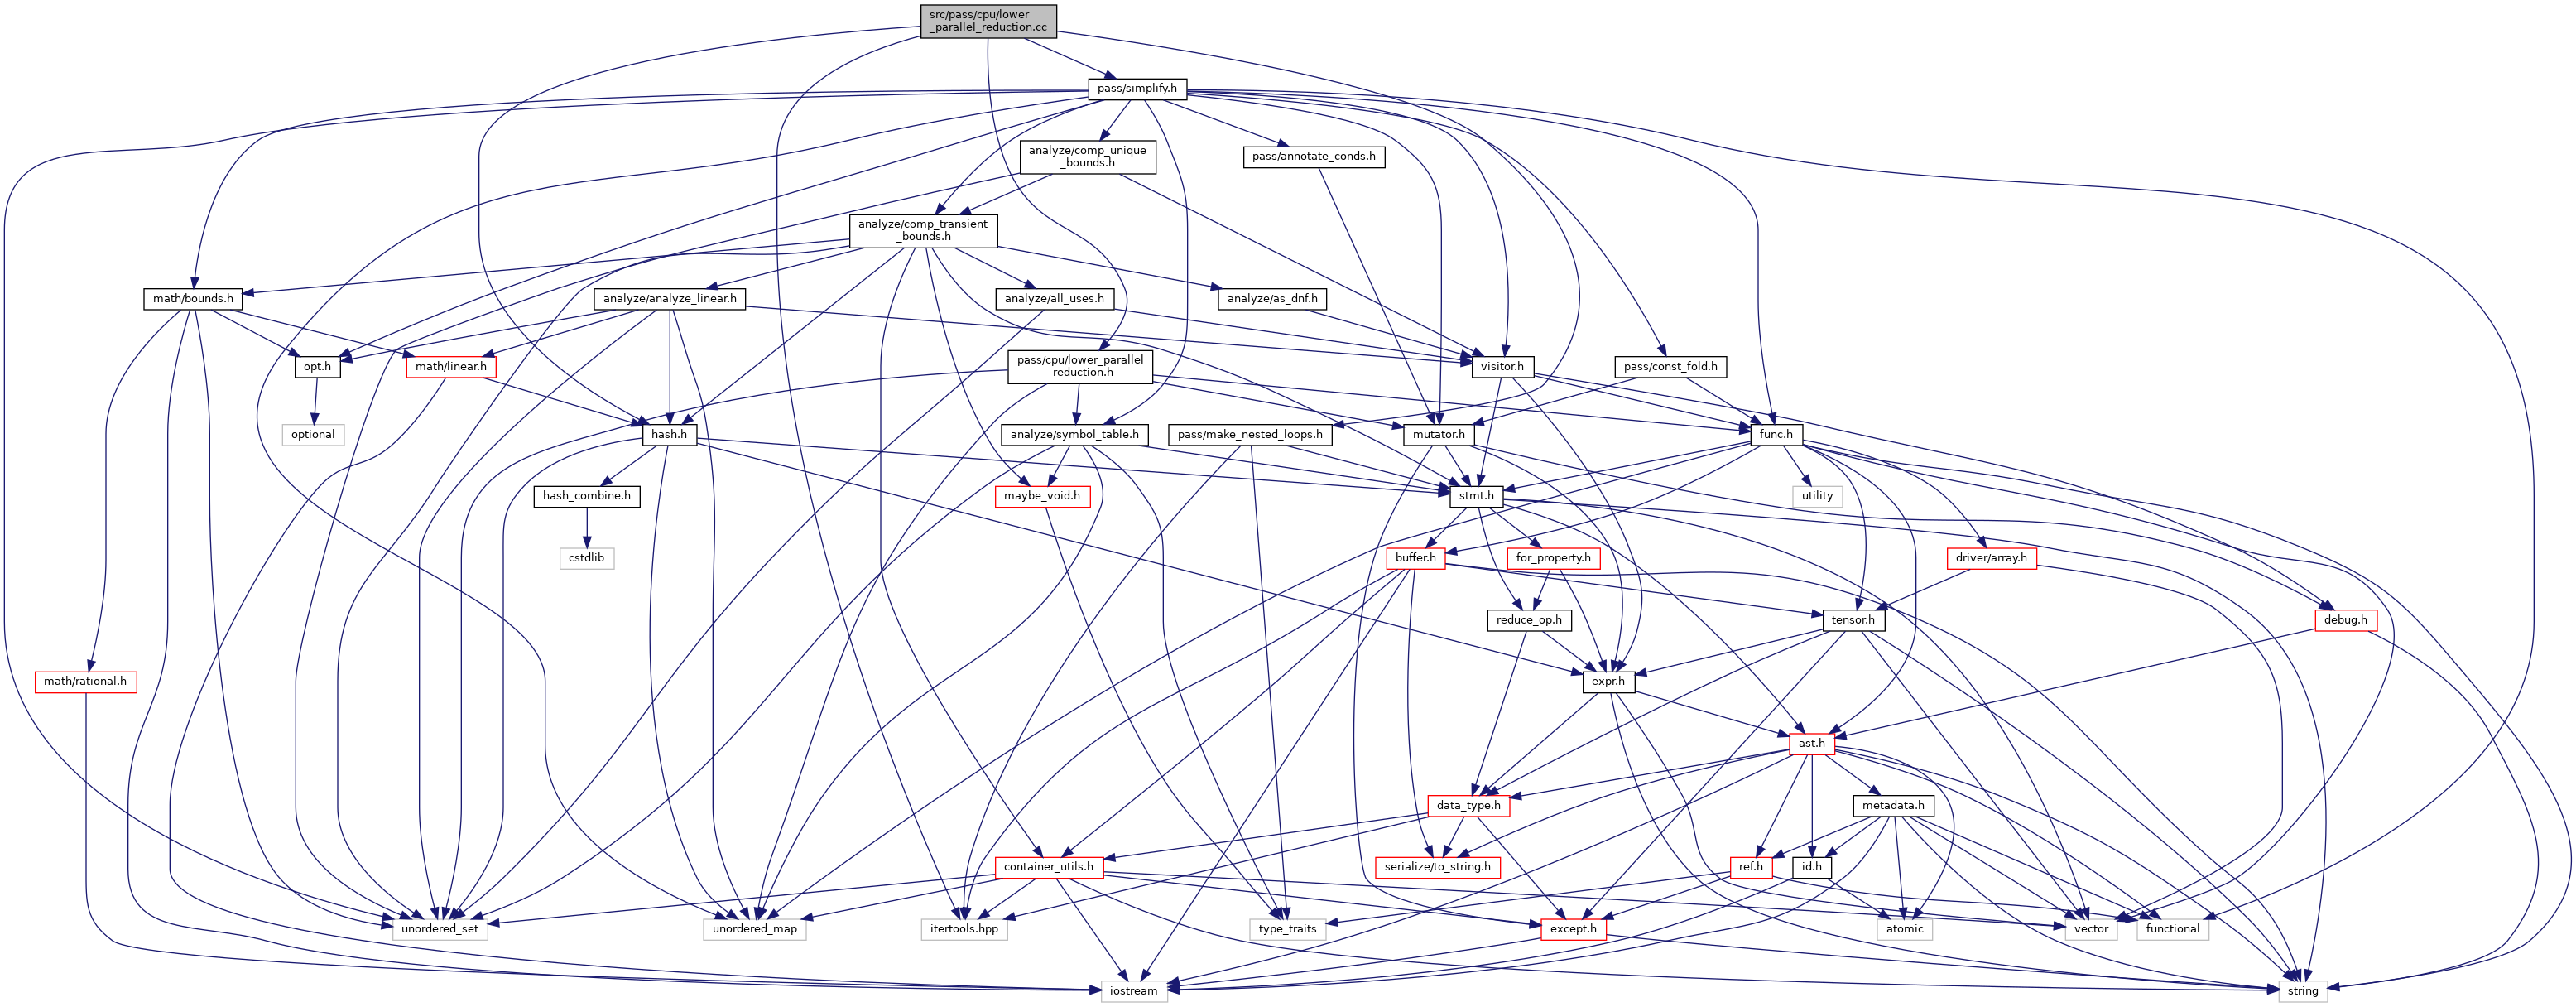 src/pass/cpu/lower
_parallel_reduction.cc
pass/simplify.h
analyze/comp_unique
_bounds.h
pass/annotate_conds.h
analyze/comp_transient
_bounds.h
math/bounds.h
analyze/analyze_linear.h
analyze/all_uses.h
analyze/as_dnf.h
opt.h
math/linear.h
pass/cpu/lower_parallel
_reduction.h
visitor.h
pass/const_fold.h
optional
hash.h
analyze/symbol_table.h
pass/make_nested_loops.h
mutator.h
func.h
hash_combine.h
maybe_void.h
stmt.h
utility
cstdlib
buffer.h
for_property.h
driver/array.h
reduce_op.h
tensor.h
debug.h
math/rational.h
expr.h
ast.h
data_type.h
metadata.h
container_utils.h
serialize/to_string.h
ref.h
id.h
unordered_set
unordered_map
itertools.hpp
type_traits
except.h
atomic
vector
functional
iostream
string